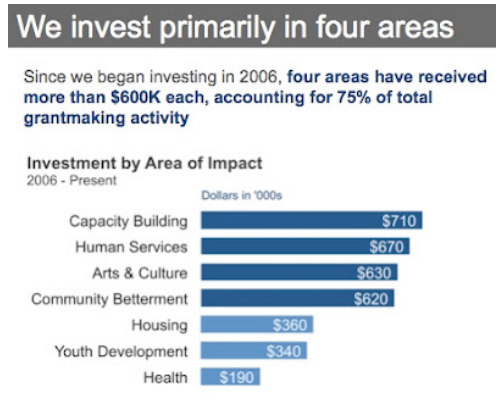 We invest primarily in four areas
Since we began investing in 2006, four areas have received
more than $600K each, accounting for 75% of total
grantmaking activity
Investment by Area of Impact
2006 - Present
Dollars in '000s
Capacity Building $710
Human Services $670
Arts & Culture $630
Community Betterment $620
Housing $360
Youth Development $340
Health $190